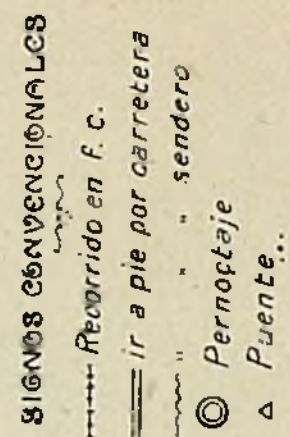 SIGNOS CONVENCIONALES
Recorrido en f. c.
ir a pie por carretera
" " " sendero
Pernoctaje
Puente...